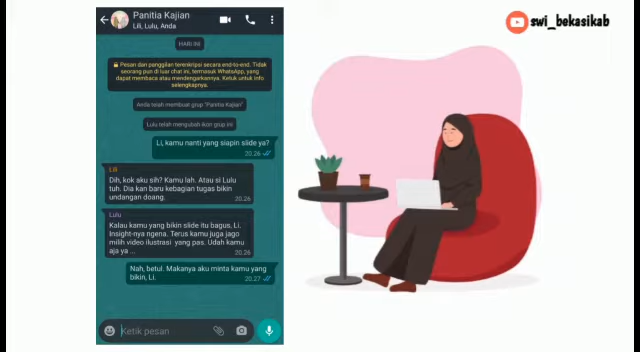 swi_bekasikab
Panitia Kajian
Lili, Lulu, Anda
HARI INI
Pesan dan panggilan terenkripsi secara end-to-end. Tidak
seorang pun di luar chat ini, termasuk WhatsApp, yang
dapat membaca atau mendengarkannya. Ketuk untuk info
selengkapnya.
Anda telah membuat grup "Panitia Kajian"
Lulu telah mengubah ikon grup ini
Li, kamu nanti yang siapin slide ya?
20.26
Lili
Dih, kok aku sih? Kamu lah. Atau si Lulu
tuh. Dia kan baru kebagian tugas bikin
undangan doang.
20.26
Lulu
Kalau kamu yang bikin slide itu bagus, Li.
Insight-nya ngena. Terus kamu juga jago
milih video ilustrasi yang pas. Udah kamu
aja ya ...
20.26
Nah, betul. Makanya aku minta kamu yang
bikin, Li.
20.27
Ketik pesan